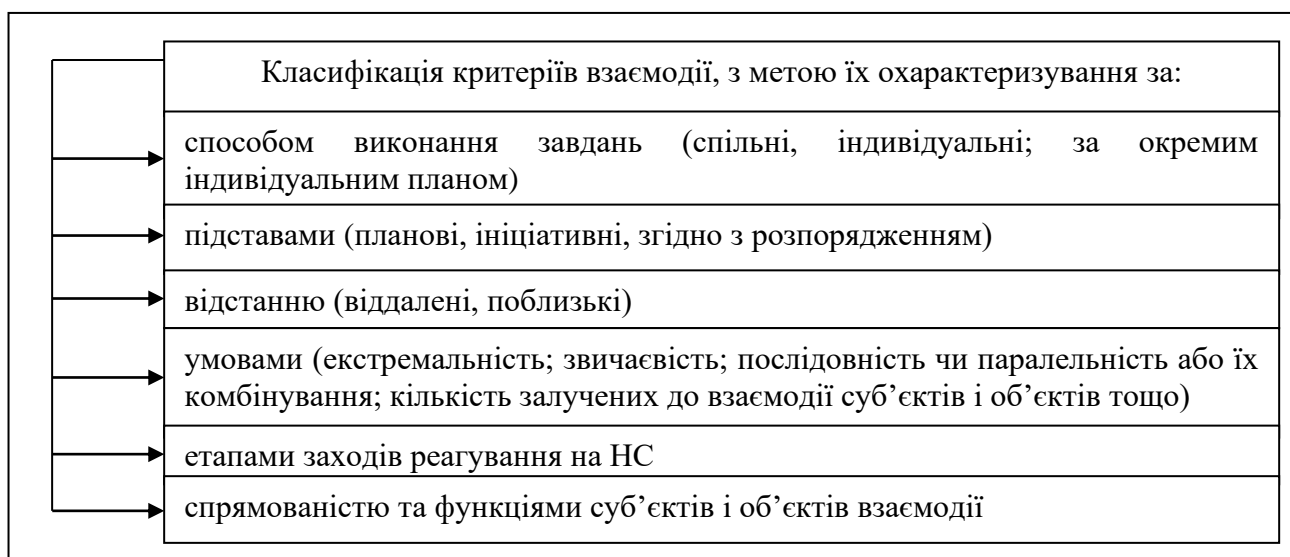 Класифікація критеріїв взаємодії, з метою їх охарактеризування за:
способом виконання завдань (спільні, індивідуальні; за окремим
індивідуальним планом)
підставами (планові, ініціативні, згідно з розпорядженням)
відстанню (віддалені, поблизькі)
умовами (екстремальність; звичаєвість; послідовність чи паралельність або їх
комбінування; кількість залучених до взаємодії суб’єктів і об’єктів тощо)
етапами заходів реагування на НС
спрямованістю та функціями суб’єктів і об’єктів взаємодії